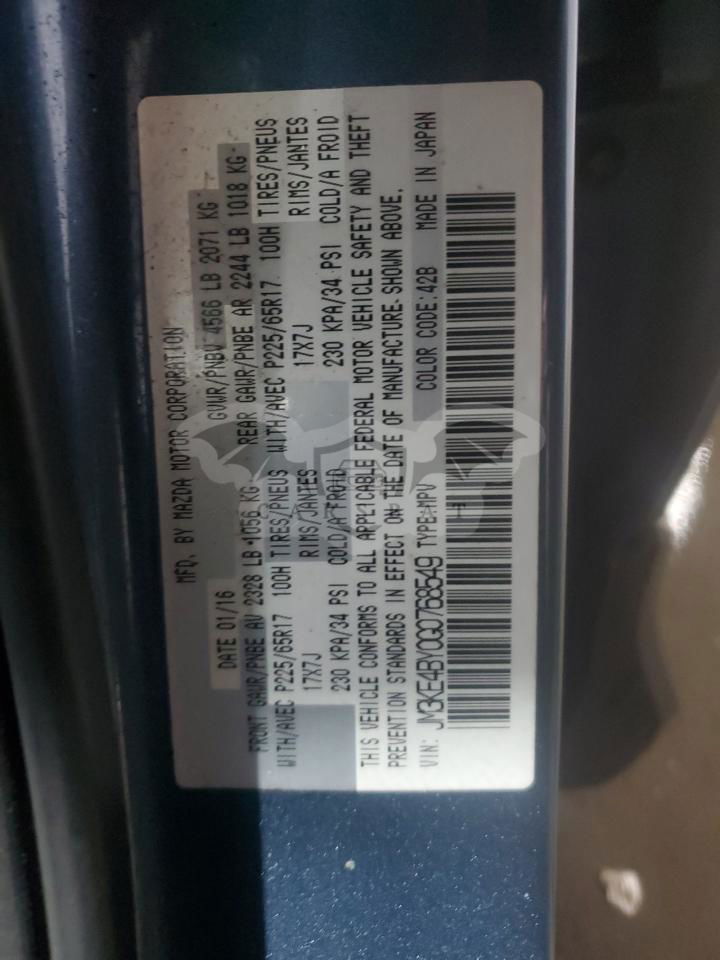 MFD. BY MAZDA MOTOR CORPORATION
DATE 01/16 GVWR/PNBV 4566 LB 2071 KG
FRONT GAWR/PNBE AV 2328 LB 1056 KG REAR GAWR/PNBE AR 2244 LB 1018 KG
WITH/AVEC P225/65R17 100H TIRES/PNEUS WITH/AVEC P225/65R17 100H TIRES/PNEUS
17X7J RIMS/JANTES 17X7J RIMS/JANTES
230 KPA/34 PSI COLD/A FROID 230 KPA/34 PSI COLD/A FROID
THIS VEHICLE CONFORMS TO ALL APPLICABLE FEDERAL MOTOR VEHICLE SAFETY AND THEFT
PREVENTION STANDARDS IN EFFECT ON THE DATE OF MANUFACTURE SHOWN ABOVE.
VIN: JM3KE4BY0G0768549 TYPE:MPV COLOR CODE:42B MADE IN JAPAN